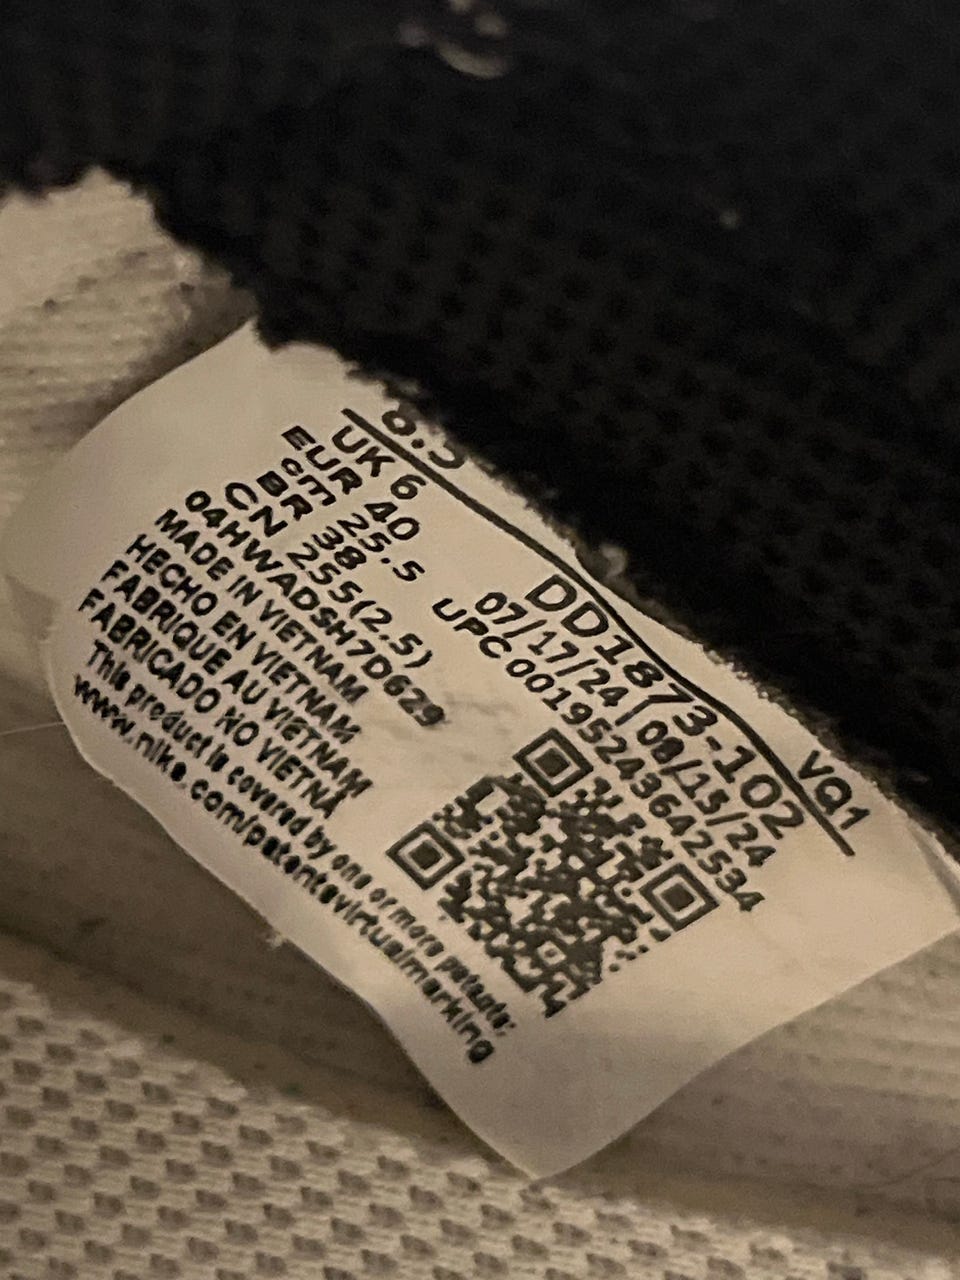 8.5
VQ1
UK 6
EUR 40
cm 25.5
BR 38
CN 255(2.5)
DD1873-102
07/17/24 | 08/15/24
UPC 00195243642534
04HWADSH7D629
MADE IN VIETNAM
HECHO EN VIETNAM
FABRIQUE AU VIETNAM
FABRICADO NO VIETNÃ
This product is covered by one or more patents:
www.nike.com/patentsvirtualmarking